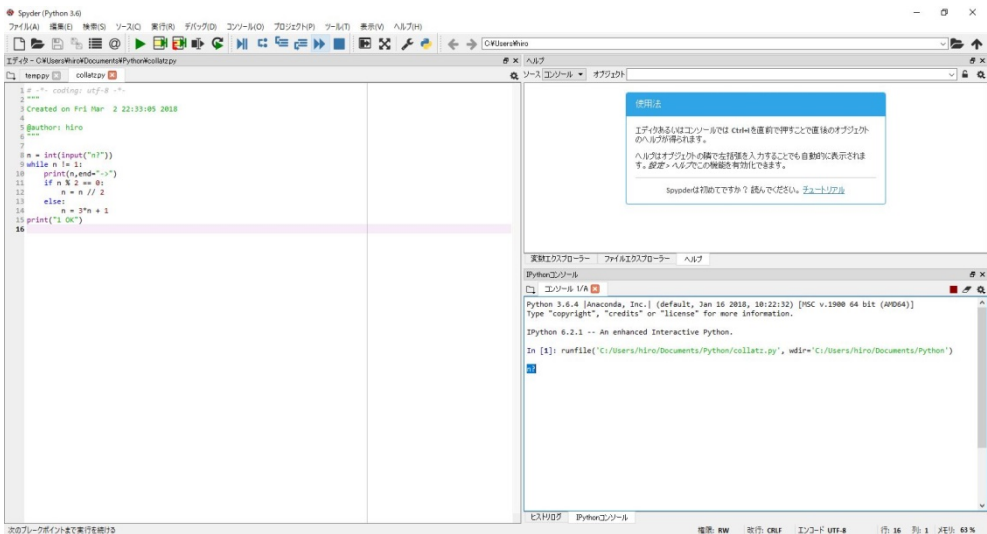 Spyder (Python 3.6)
ファイル(A) 編集(E) 検索(S) ソース(C) 実行(R) デバッグ(D) コンソール(O) プロジェクト(P) ツール(T) 表示(V) ヘルプ(H)
C:¥Users¥hiro
エディタ - C:¥Users¥hiro¥Documents¥Python¥collatz.py
temp.py collatz.py
1 # -*- coding: utf-8 -*-
2 """
3 Created on Fri Mar  2 22:33:05 2018
4
5 @author: hiro
6 """
7
8 n = int(input("n?"))
9 while n != 1:
10     print(n,end="->")
11     if n % 2 == 0:
12         n = n // 2
13     else:
14         n = 3*n + 1
15 print("1 OK")
16
ヘルプ
ソース コンソール オブジェクト
使用法
エディタあるいはコンソールでは Ctrl+I を直前で押すことで直後のオブジェクト
のヘルプが得られます。
ヘルプはオブジェクトの隣で左括弧を入力することでも自動的に表示されま
す。設定 > ヘルプでこの機能を有効化できます。
Spypderは初めてですか？読んでください。チュートリアル
変数エクスプローラー ファイルエクスプローラー ヘルプ
IPythonコンソール
コンソール 1/A
Python 3.6.4 |Anaconda, Inc.| (default, Jan 16 2018, 10:22:32) [MSC v.1900 64 bit (AMD64)]
Type "copyright", "credits" or "license" for more information.
IPython 6.2.1 -- An enhanced Interactive Python.
In [1]: runfile('C:/Users/hiro/Documents/Python/collatz.py', wdir='C:/Users/hiro/Documents/Python')
n?
ヒストリログ IPythonコンソール
次のブレークポイントまで実行を続ける
権限: RW 改行: CRLF エンコード: UTF-8 行: 16 列: 1 メモリ: 63 %